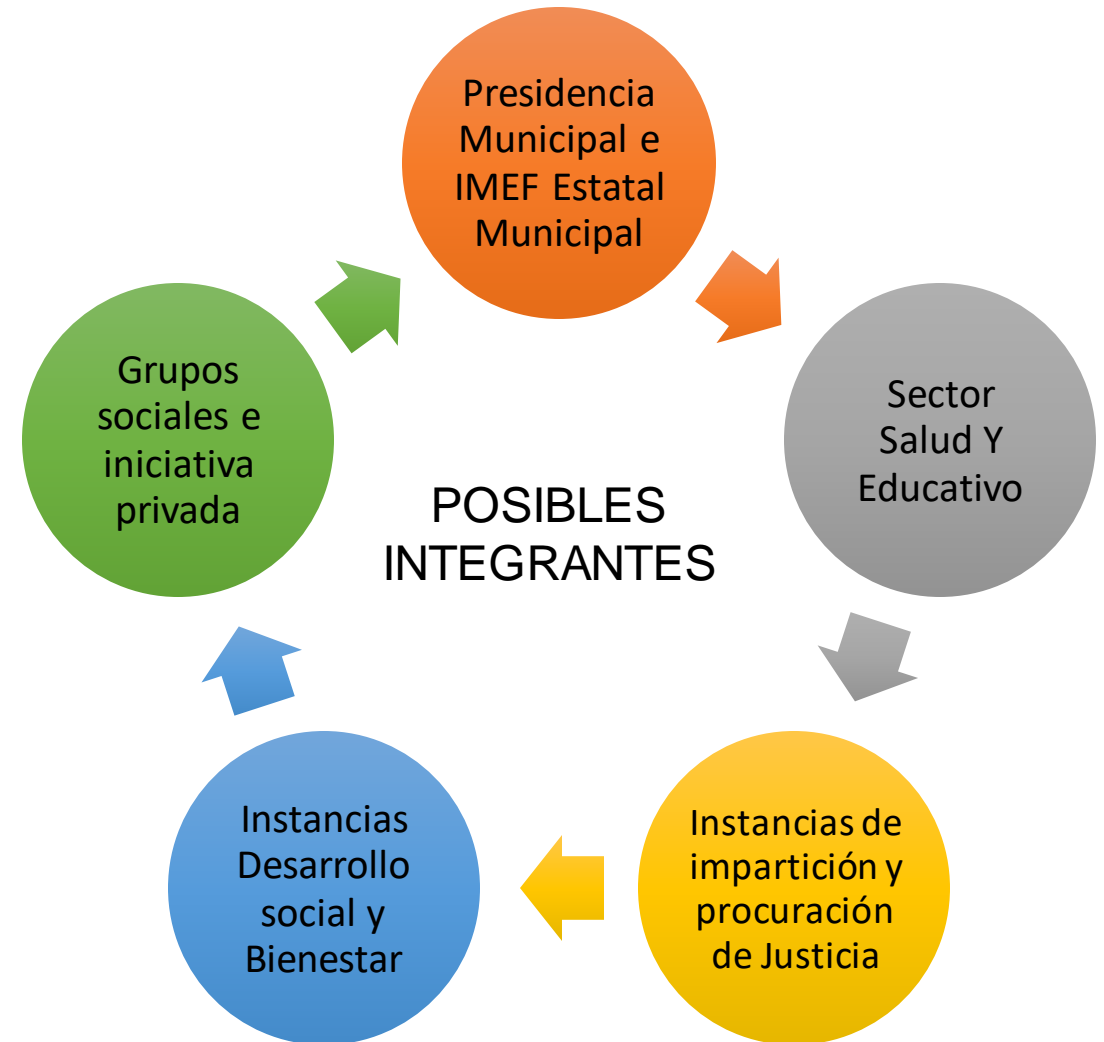 Presidencia
Municipal e
IMEF Estatal
Municipal
Sector
Salud Y
Educativo
Instancias de
impartición y
procuración
de Justicia
Instancias
Desarrollo
social y
Bienestar
Grupos
sociales e
iniciativa
privada
POSIBLES
INTEGRANTES